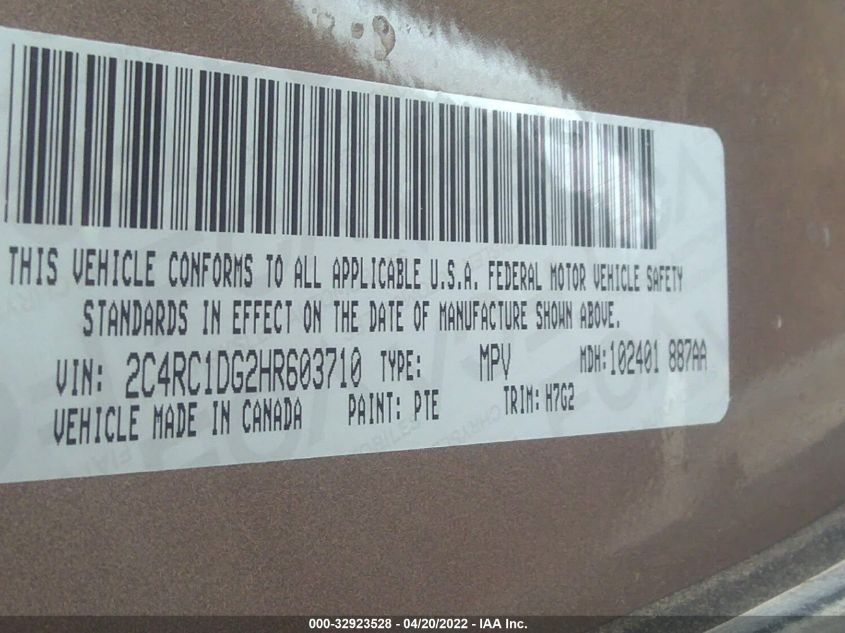 THIS VEHICLE CONFORMS TO ALL APPLICABLE U.S.A. FEDERAL MOTOR VEHICLE SAFETY
STANDARDS IN EFFECT ON THE DATE OF MANUFACTURE SHOWN ABOVE.
VIN: 2C4RC1DG2HR603710 TYPE: MPV MDH:102401 887AA
VEHICLE MADE IN CANADA PAINT: PTE TRIM: H7G2
000-32923528 - 04/20/2022 - IAA Inc.